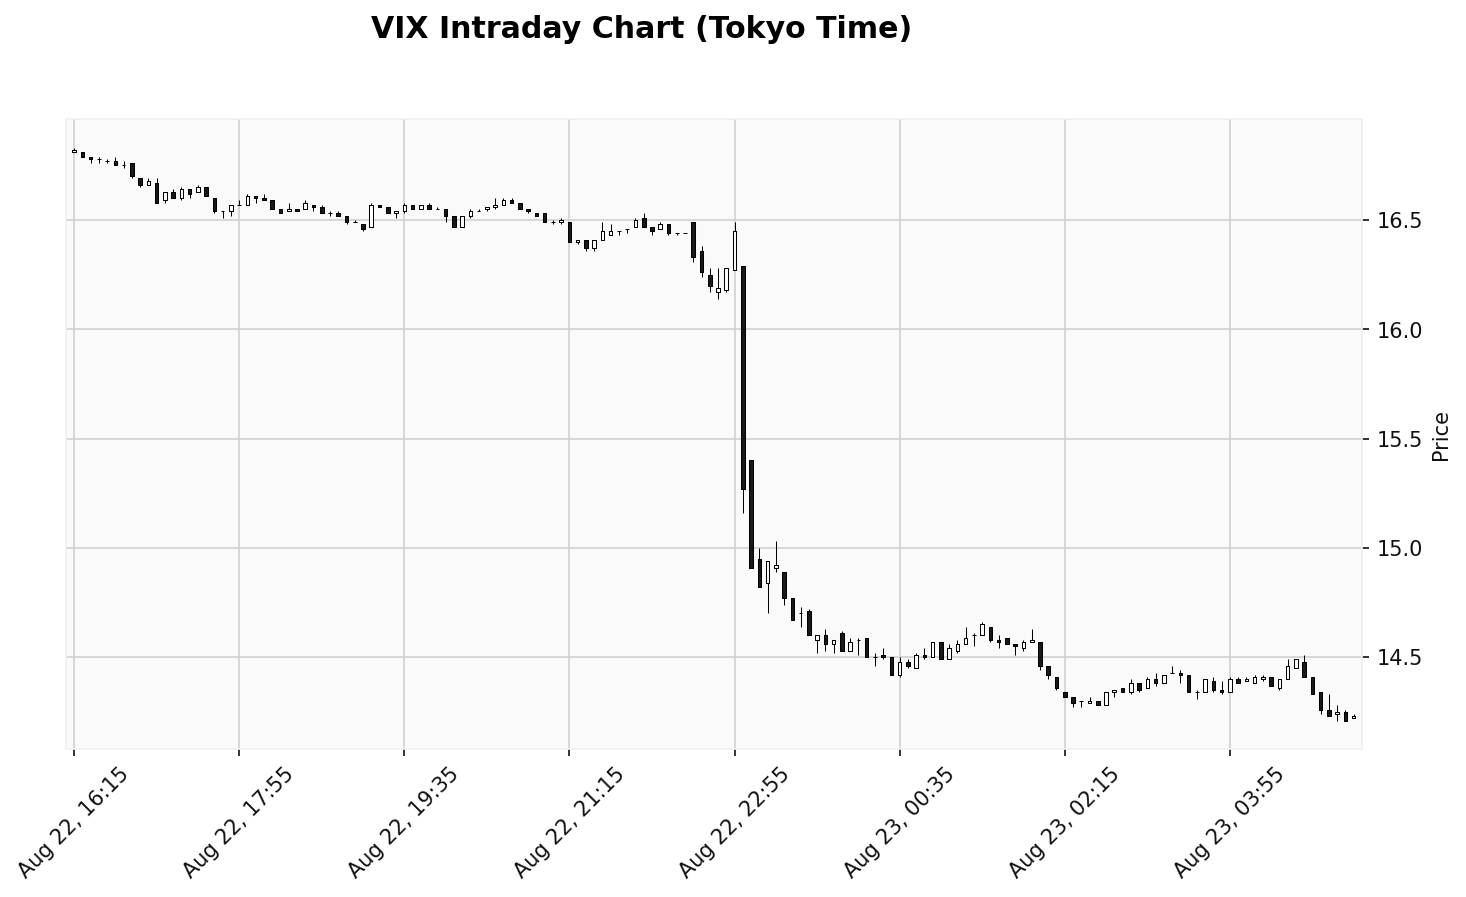 VIX Intraday Chart (Tokyo Time)
16.5
16.0
15.5
15.0
14.5
Price
Aug 22, 16:15
Aug 22, 17:55
Aug 22, 19:35
Aug 22, 21:15
Aug 22, 22:55
Aug 23, 00:35
Aug 23, 02:15
Aug 23, 03:55